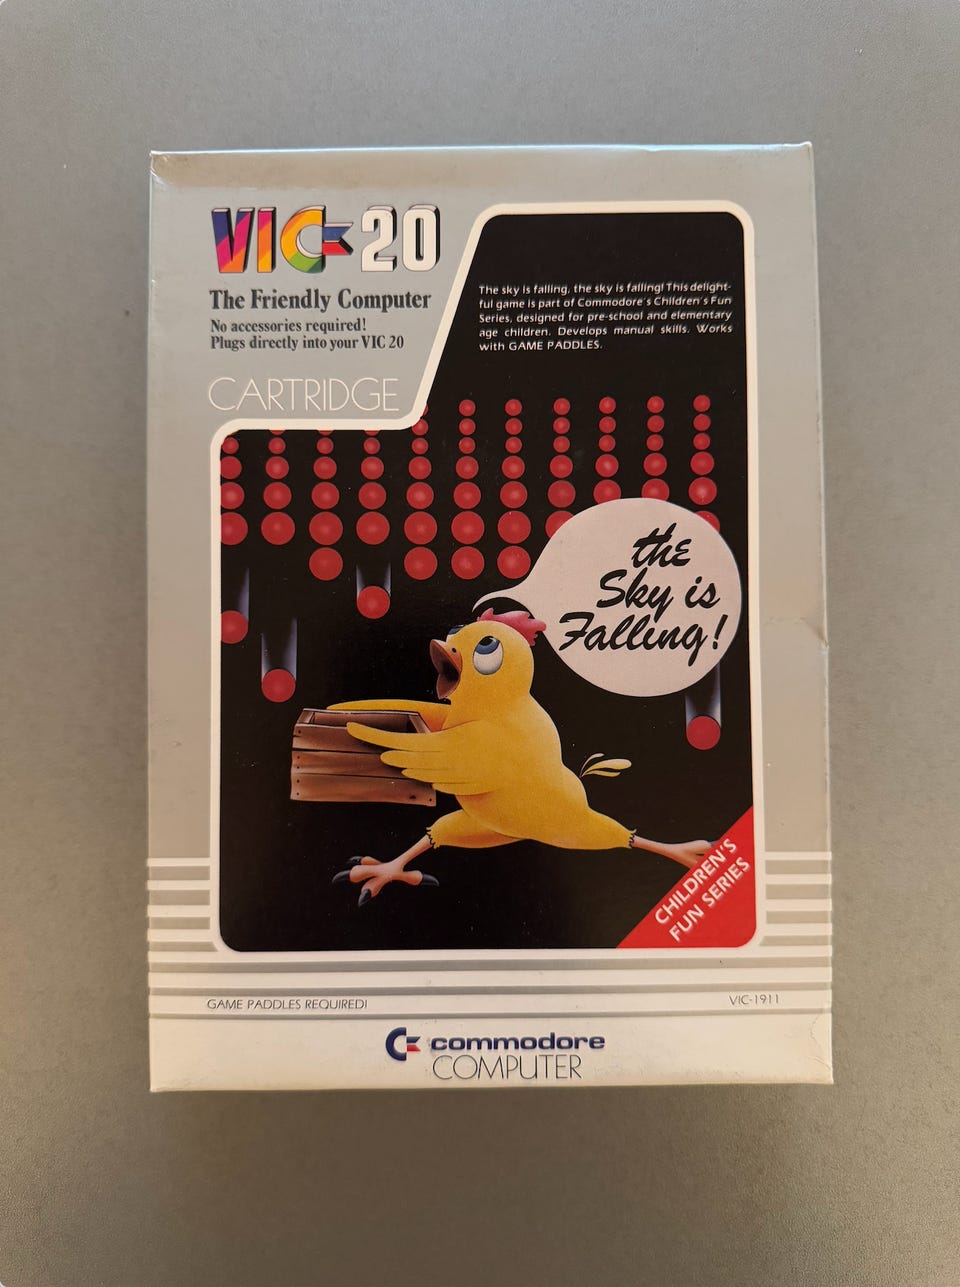 VIC 20
The Friendly Computer
No accessories required!
Plugs directly into your VIC 20
CARTRIDGE
The sky is falling, the sky is falling! This delight-
ful game is part of Commodore's Children's Fun
Series, designed for pre-school and elementary
age children. Develops manual skills. Works
with GAME PADDLES.
the
Sky is
Falling!
CHILDREN'S
FUN SERIES
GAME PADDLES REQUIRED!
VIC-1911
commodore
COMPUTER